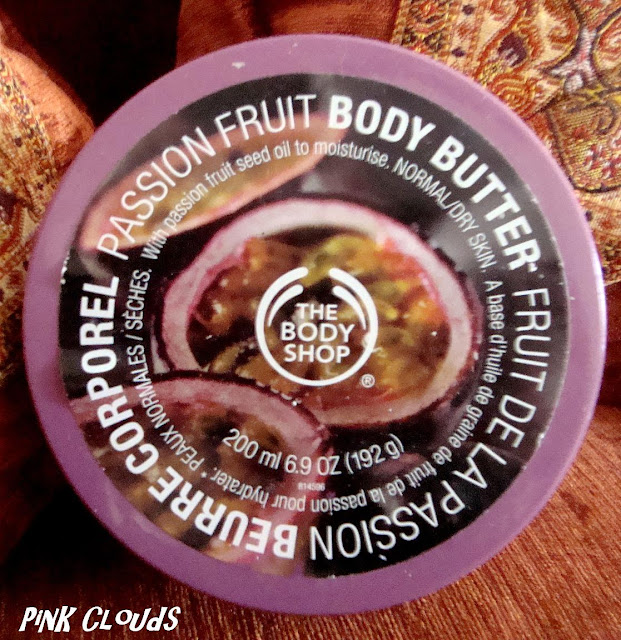 PASSION FRUIT BODY BUTTER*
FRUIT DE LA PASSION BEURRE CORPOREL
With passion fruit seed oil to moisturise. NORMAL/DRY SKIN.
A base d'huile de graine de fruit de la passion pour hydrater.* PEAUX NORMALES / SÈCHES.
THE
BODY
SHOP
®
200 ml 6.9 OZ (192 g)
614596
PiNK CLOUdS